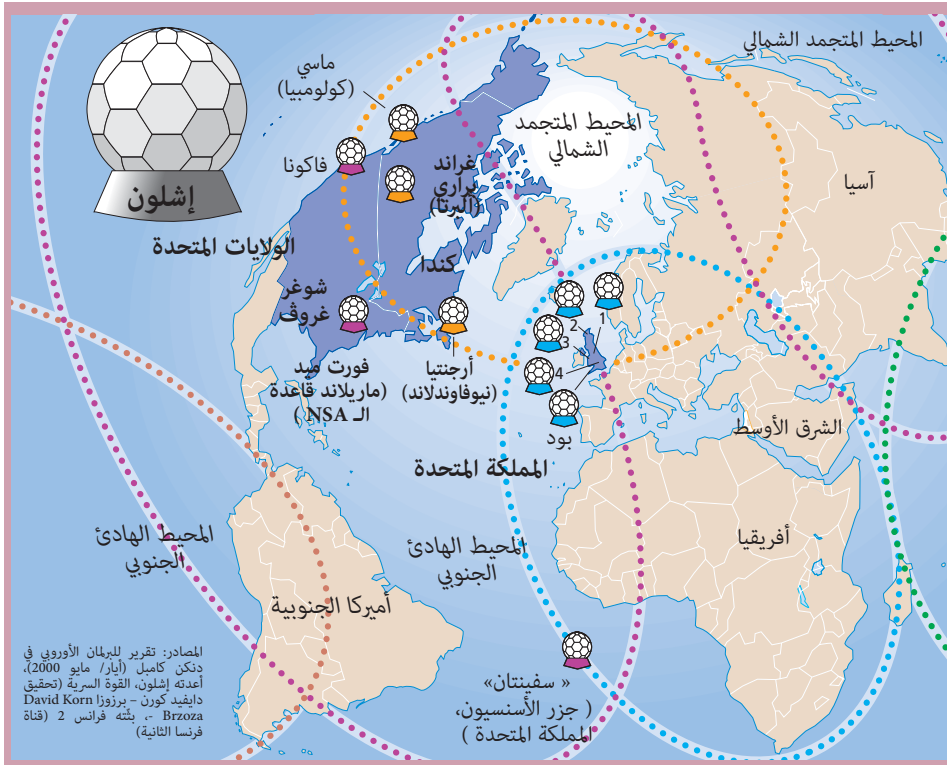 المحيط المتجمد الشمالي
ماسي
(كولومبيا)
المحيط المتجمد
الشمالي
فاكونا
غراند
براري
(ألبرتا)
آسيا
إشلون
الولايات المتحدة
كندا
شوغر
غروف
1
2
3
4
فورت ميد
(ماريلاند قاعدة
الـ NSA )
أرجنتيا
(نيوفاوندلاند)
بود
الشرق الأوسط
المملكة المتحدة
المحيط الهادئ
الجنوبي
المحيط الهادئ
الجنوبي
أفريقيا
أميركا الجنوبية
« سفينتان»
( جزر الأنسنسيون،
المملكة المتحدة )
المصادر: تقرير للبرلمان الأوروبي في
دنكن كامبل (أيار/ مايو 2000)،
أعدته إشلون، القوة السرية (تحقيق
دايفيد كورن – برزوزا David Korn
Brzoza -، بثّته فرانس 2 (قناة
فرنسا الثانية)